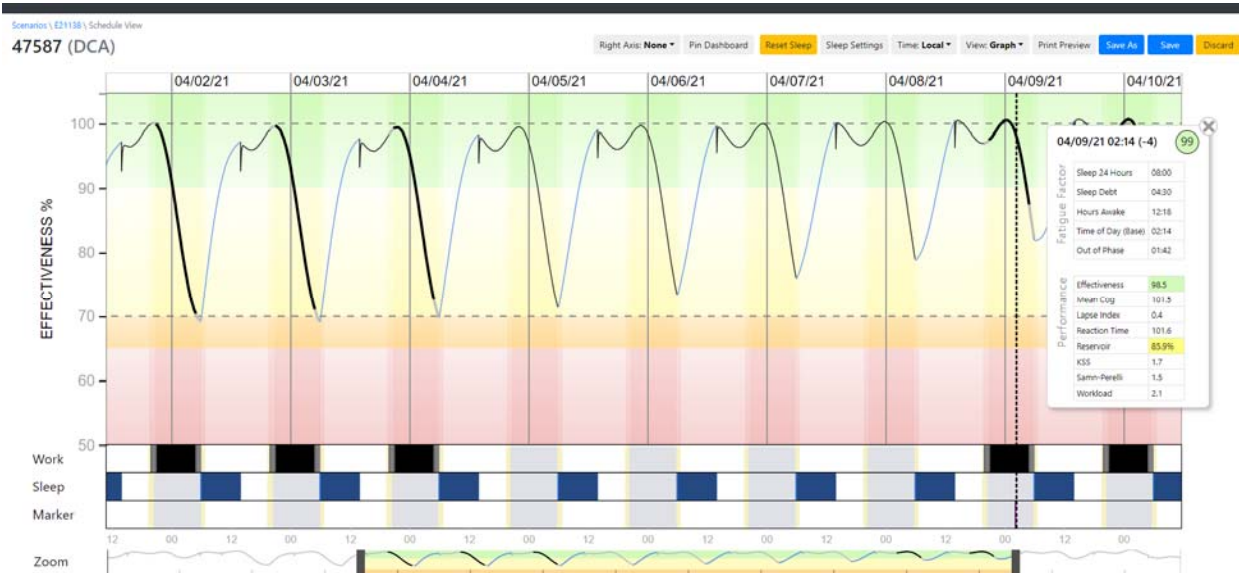 Scenarios \ E21138 \ Schedule View
47587 (DCA)
Right Axis: None Pin Dashboard Reset Sleep Sleep Settings Time: Local View: Graph Print Preview Save As Save Discard
04/02/21 04/03/21 04/04/21 04/05/21 04/06/21 04/07/21 04/08/21 04/09/21 04/10/21
EFFECTIVENESS %
100
90
80
70
60
50
04/09/21 02:14 (-4) 99
Fatigue Factor
Sleep 24 Hours 08:00
Sleep Debt 04:30
Hours Awake 12:18
Time of Day (Base) 02:14
Out of Phase 01:42
Performance
Effectiveness 98.5
Mean Cog 101.5
Lapse Index 0.4
Reaction Time 101.6
Reservoir 85.9%
KSS 1.7
Samn-Perelli 1.5
Workload 2.1
Work
Sleep
Marker
12 00 12 00 12 00 12 00 12 00 12 00 12 00 12 00 12 00
Zoom